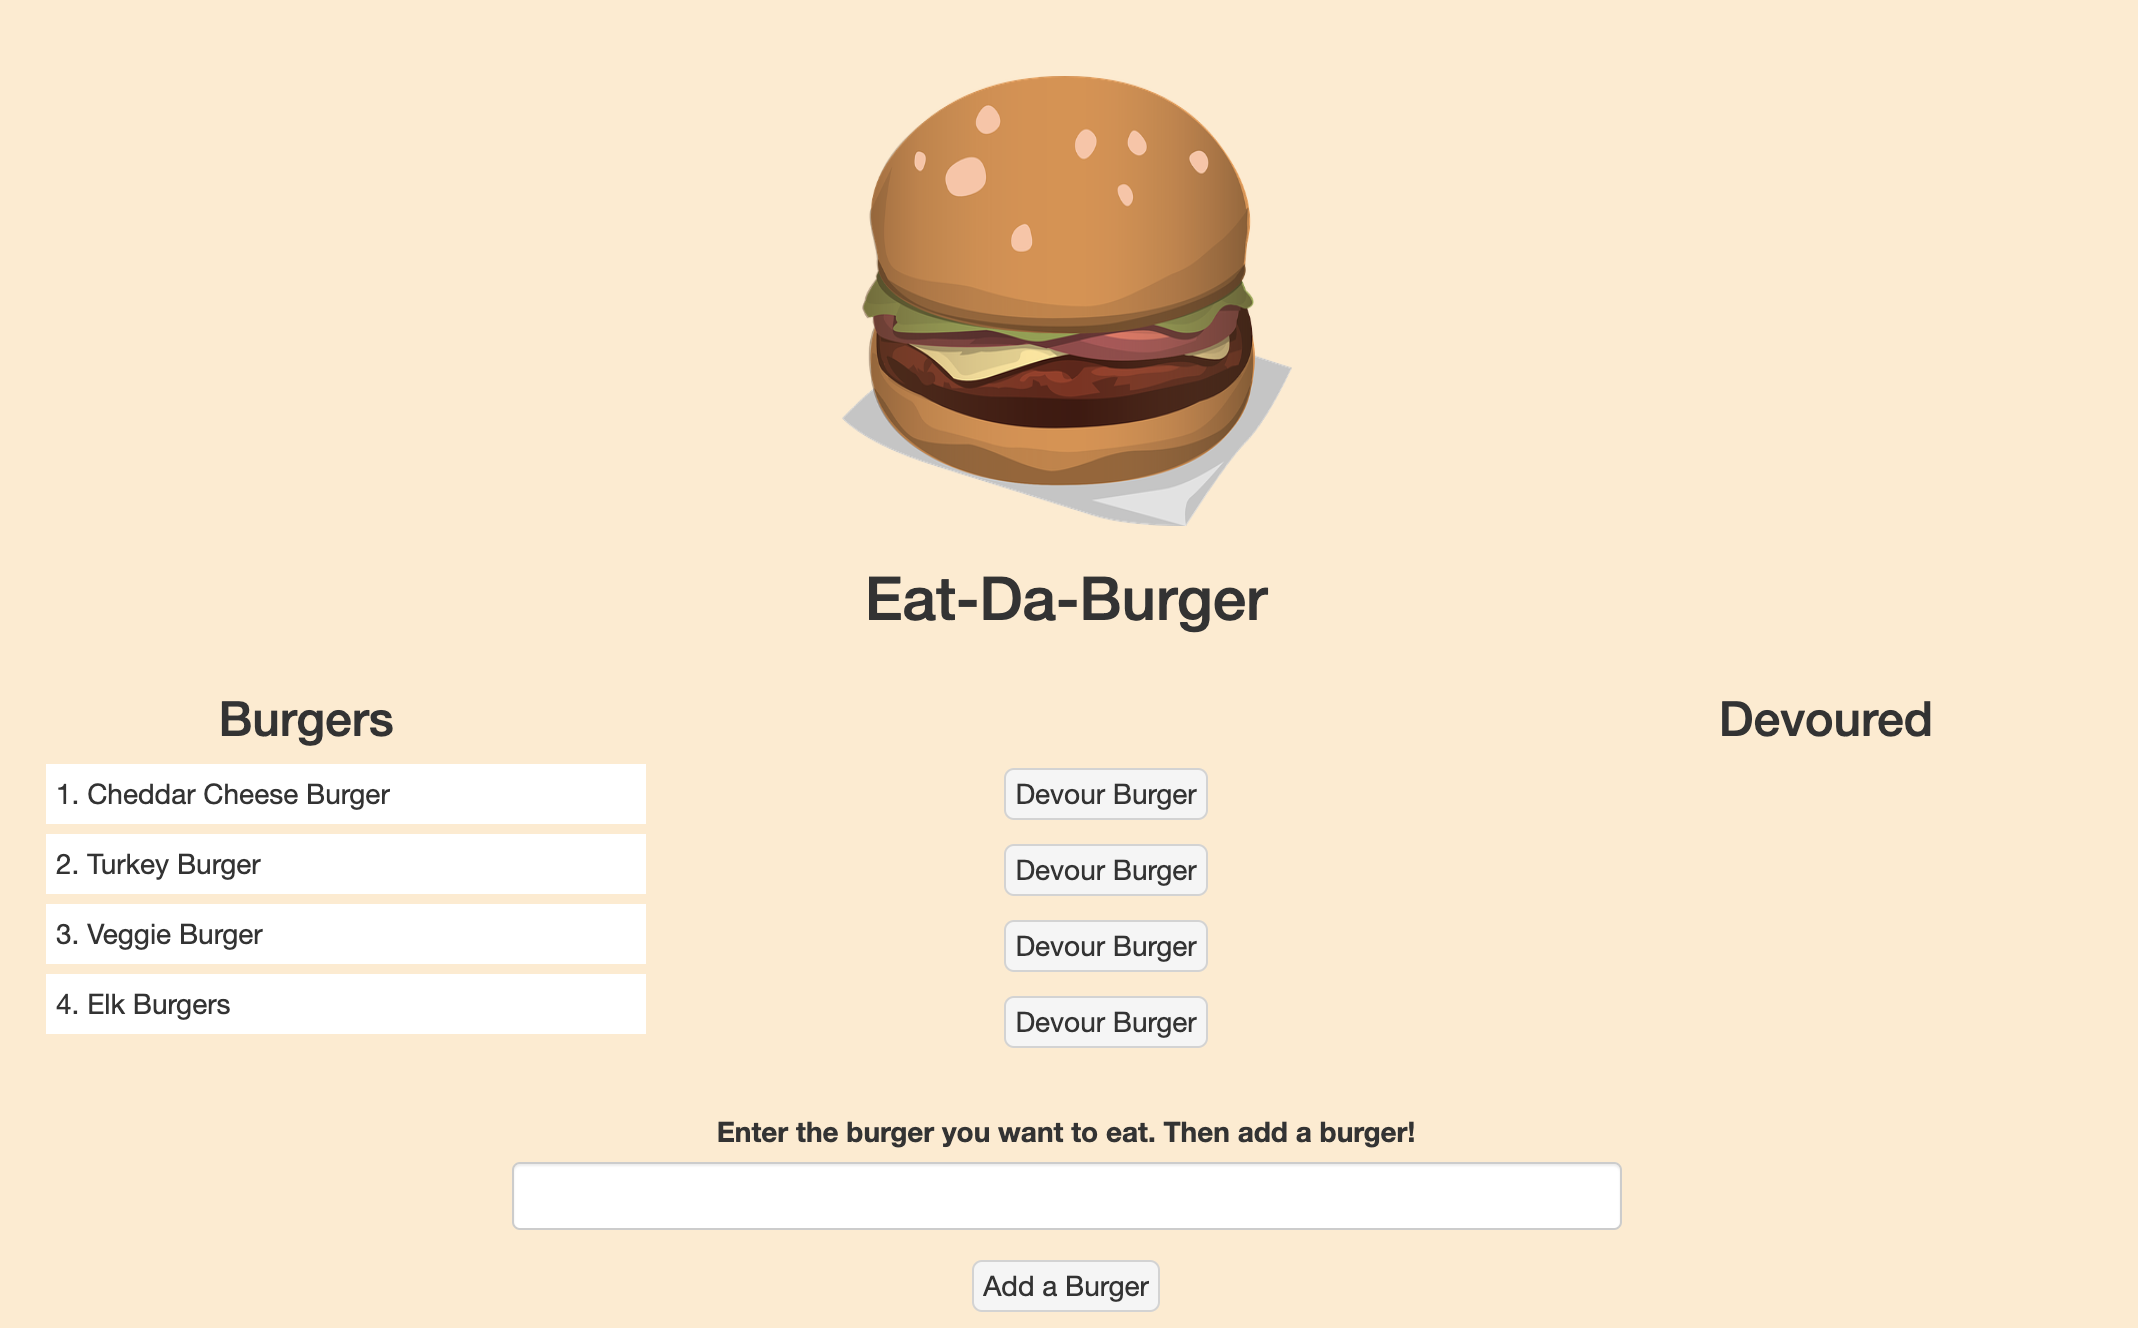 Eat-Da-Burger
Burgers
Devoured
1. Cheddar Cheese Burger
Devour Burger
2. Turkey Burger
Devour Burger
3. Veggie Burger
Devour Burger
4. Elk Burgers
Devour Burger
Enter the burger you want to eat. Then add a burger!
Add a Burger